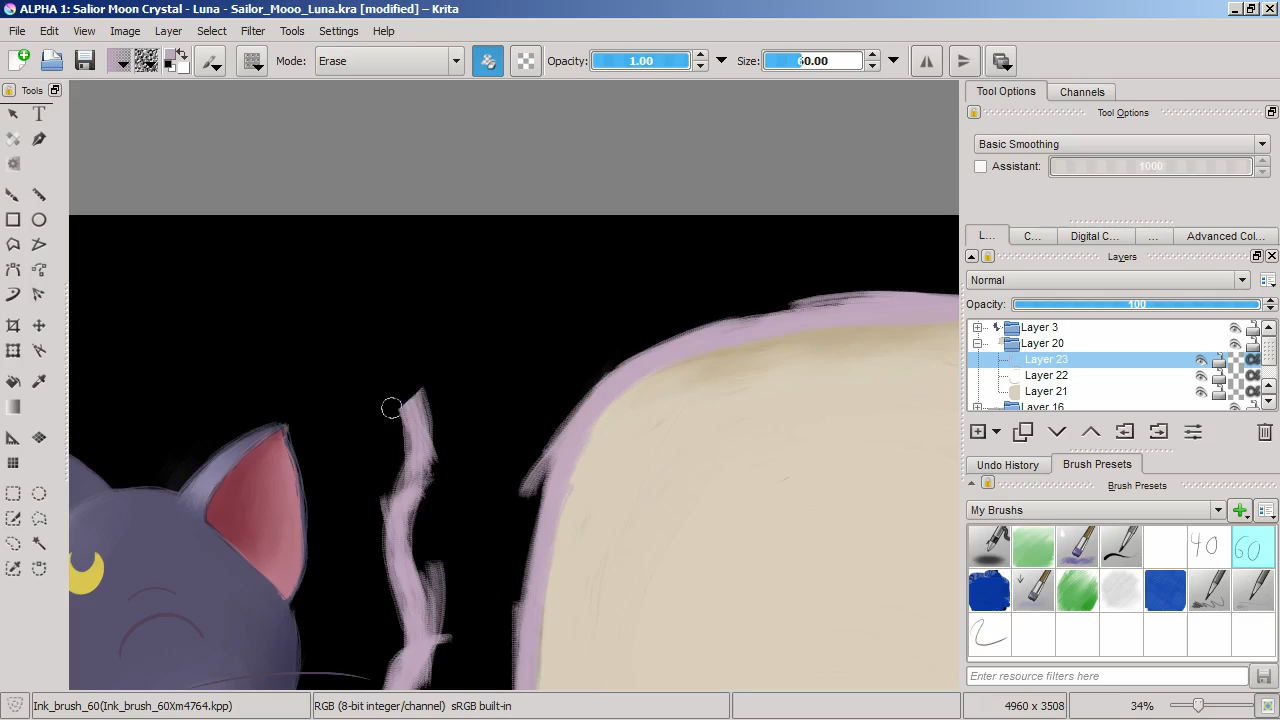 ALPHA 1: Salior Moon Crystal - Luna - Sailor_Mooo_Luna.kra [modified] – Krita
File Edit View Image Layer Select Filter Tools Settings Help
Mode: Erase Opacity: 1.00 Size: 60.00
Tools
Tool Options Channels
Tool Options
Basic Smoothing
Assistant: 1000
L... C... Digital C... ... Advanced Col...
Layers
Normal
Opacity: 100
Layer 3
Layer 20
Layer 23
Layer 22
Layer 21
Layer 16
Undo History Brush Presets
Brush Presets
My Brushs
40 60
Enter resource filters here
Ink_brush_60(Ink_brush_60Xm4764.kpp) RGB (8-bit integer/channel) sRGB built-in 4960 x 3508 34%